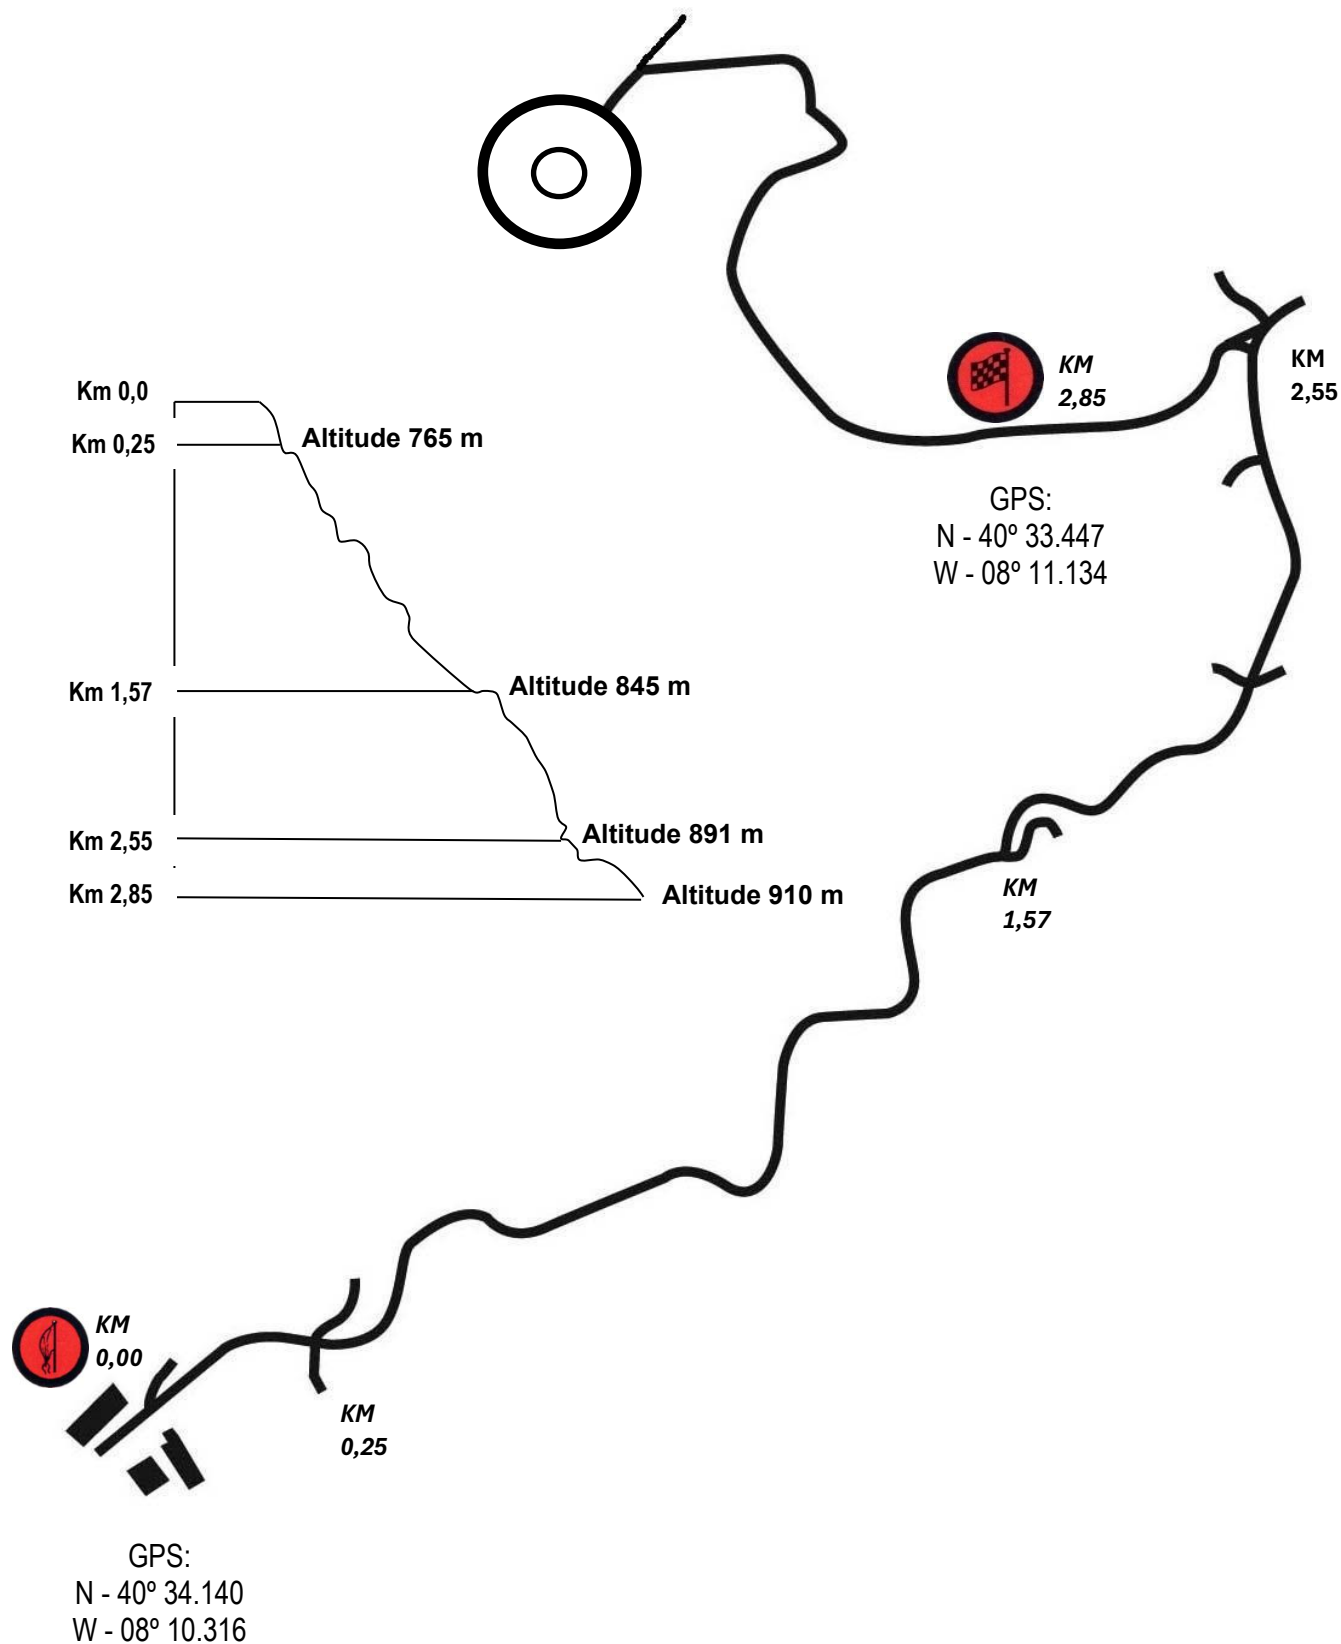 KM
2,85
KM
2,55
Km 0,0
Km 0,25
Altitude 765 m
GPS:
N - 40º 33.447
W - 08º 11.134
Km 1,57
Altitude 845 m
Km 2,55
Altitude 891 m
Km 2,85
Altitude 910 m
KM
1,57
KM
0,00
KM
0,25
GPS:
N - 40º 34.140
W - 08º 10.316